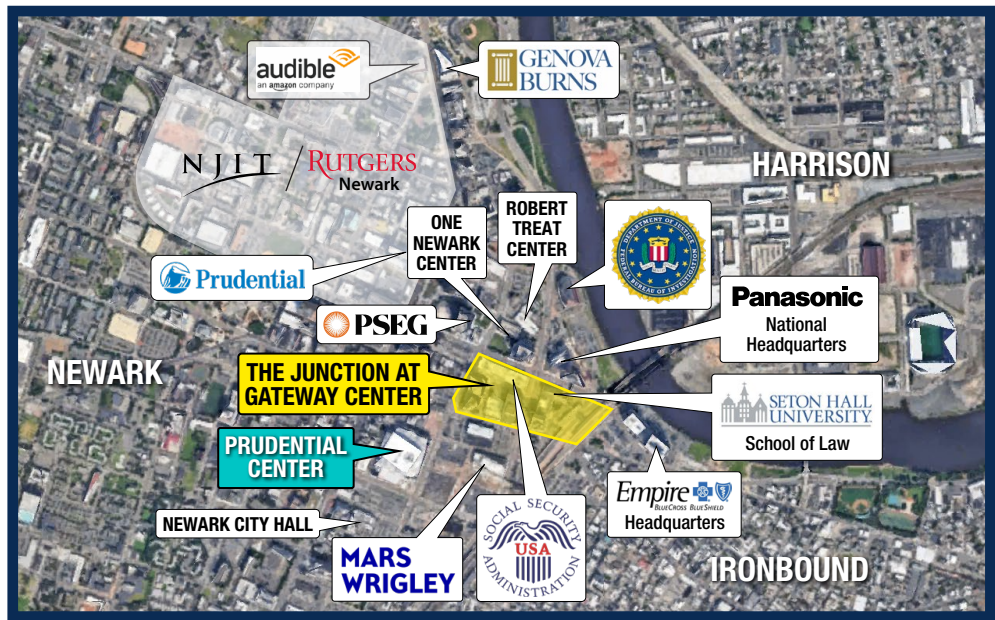 audible
an amazon company
GENOVA
BURNS
NJIT
RUTGERS
Newark
HARRISON
ONE
NEWARK
CENTER
ROBERT
TREAT
CENTER
DEPARTMENT OF JUSTICE
FEDERAL BUREAU OF INVESTIGATION
Prudential
PSEG
Panasonic
National
Headquarters
NEWARK
THE JUNCTION AT
GATEWAY CENTER
SETON HALL
UNIVERSITY
School of Law
PRUDENTIAL
CENTER
Empire
BLUECROSS BLUESHIELD
Headquarters
NEWARK CITY HALL
MARS
WRIGLEY
SOCIAL SECURITY
USA
ADMINISTRATION
IRONBOUND